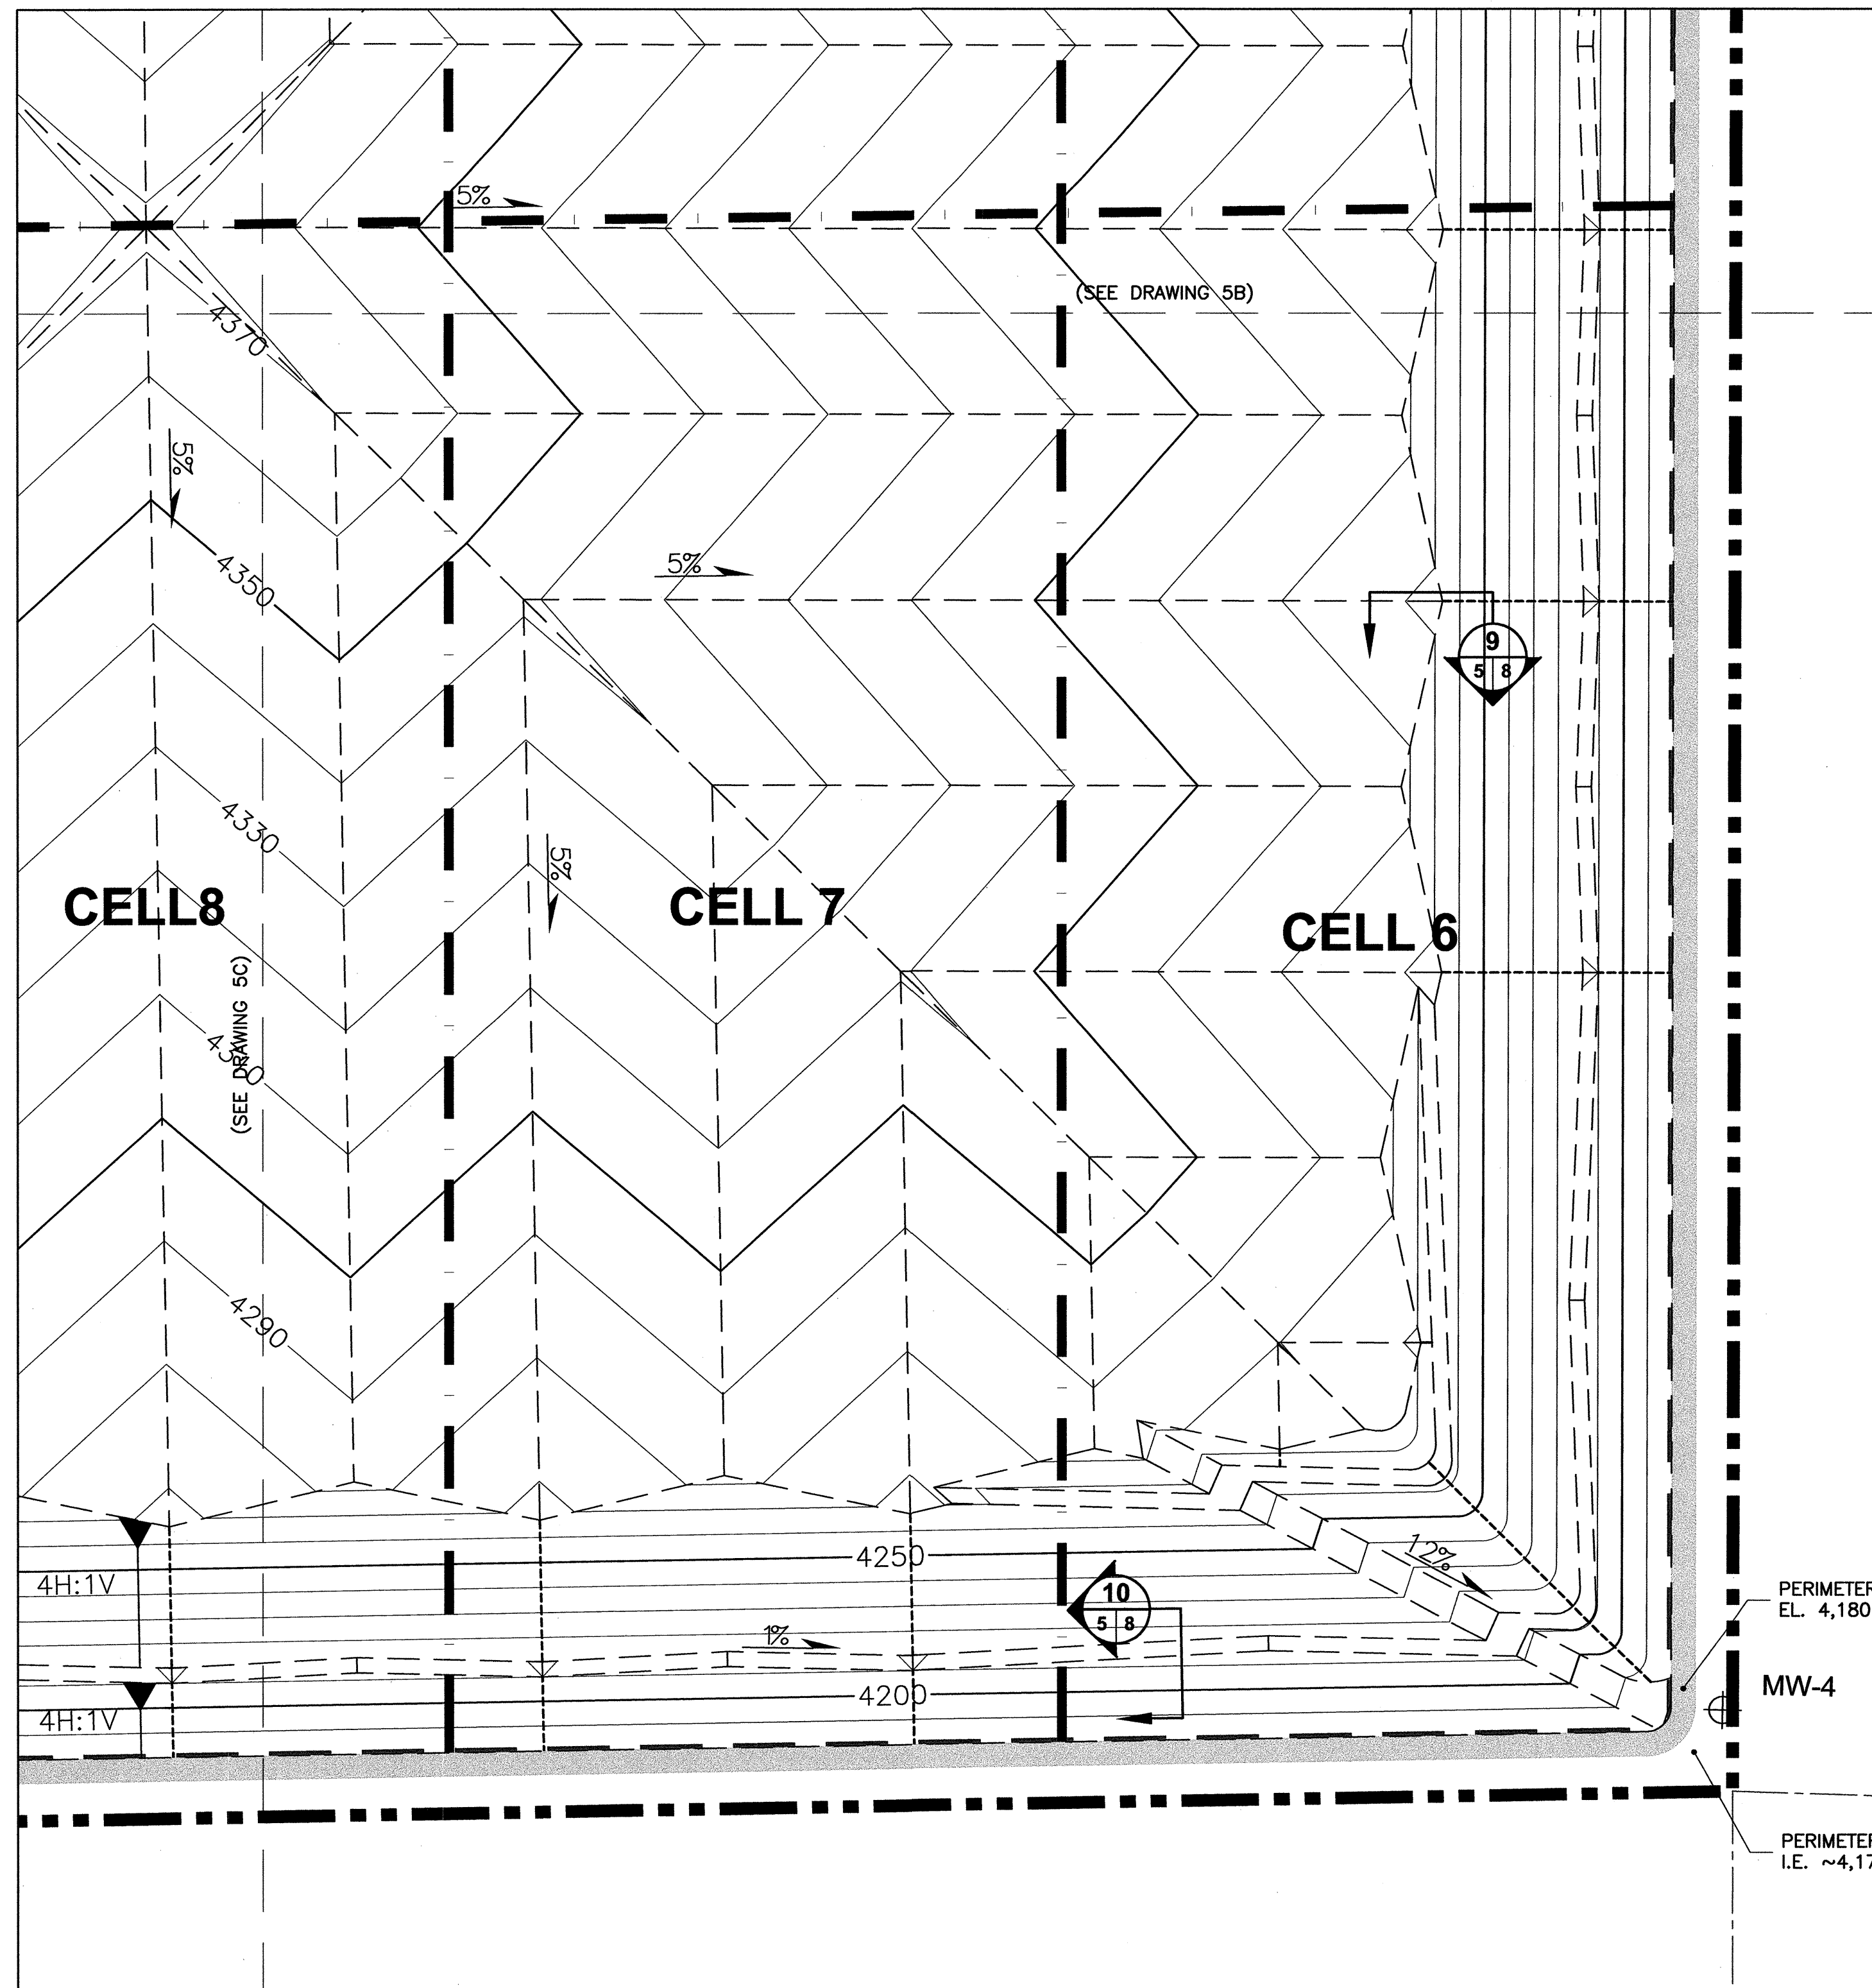 5%
(SEE DRAWING 5B)
4370
5%
4350
5%
9
5 8
4330
5%
CELL8
CELL 7
CELL 6
(SEE DRAWING 5C)
4290
4250
4H:1V
12%
10
5 8
PERIMETER
EL. 4,180
1%
MW-4
4200
4H:1V
PERIMETER
I.E. ~4,17